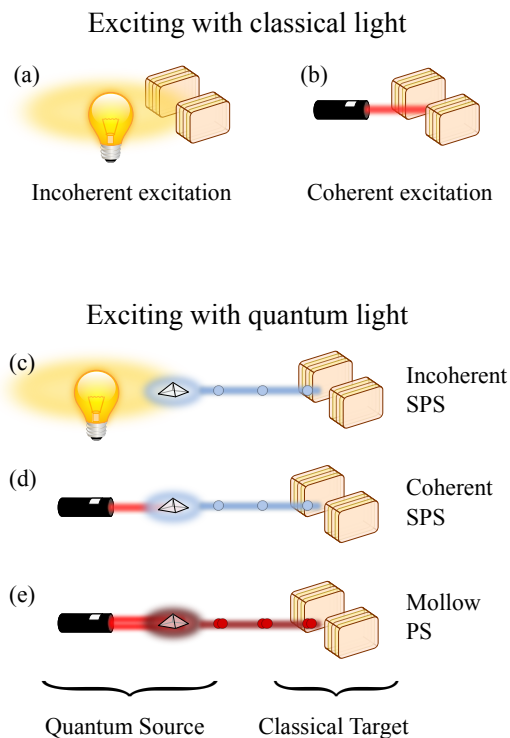 Exciting with classical light
(a)
(b)
Incoherent excitation
Coherent excitation
Exciting with quantum light
(c)
Incoherent
SPS
(d)
Coherent
SPS
(e)
Mollow
PS
Quantum Source
Classical Target